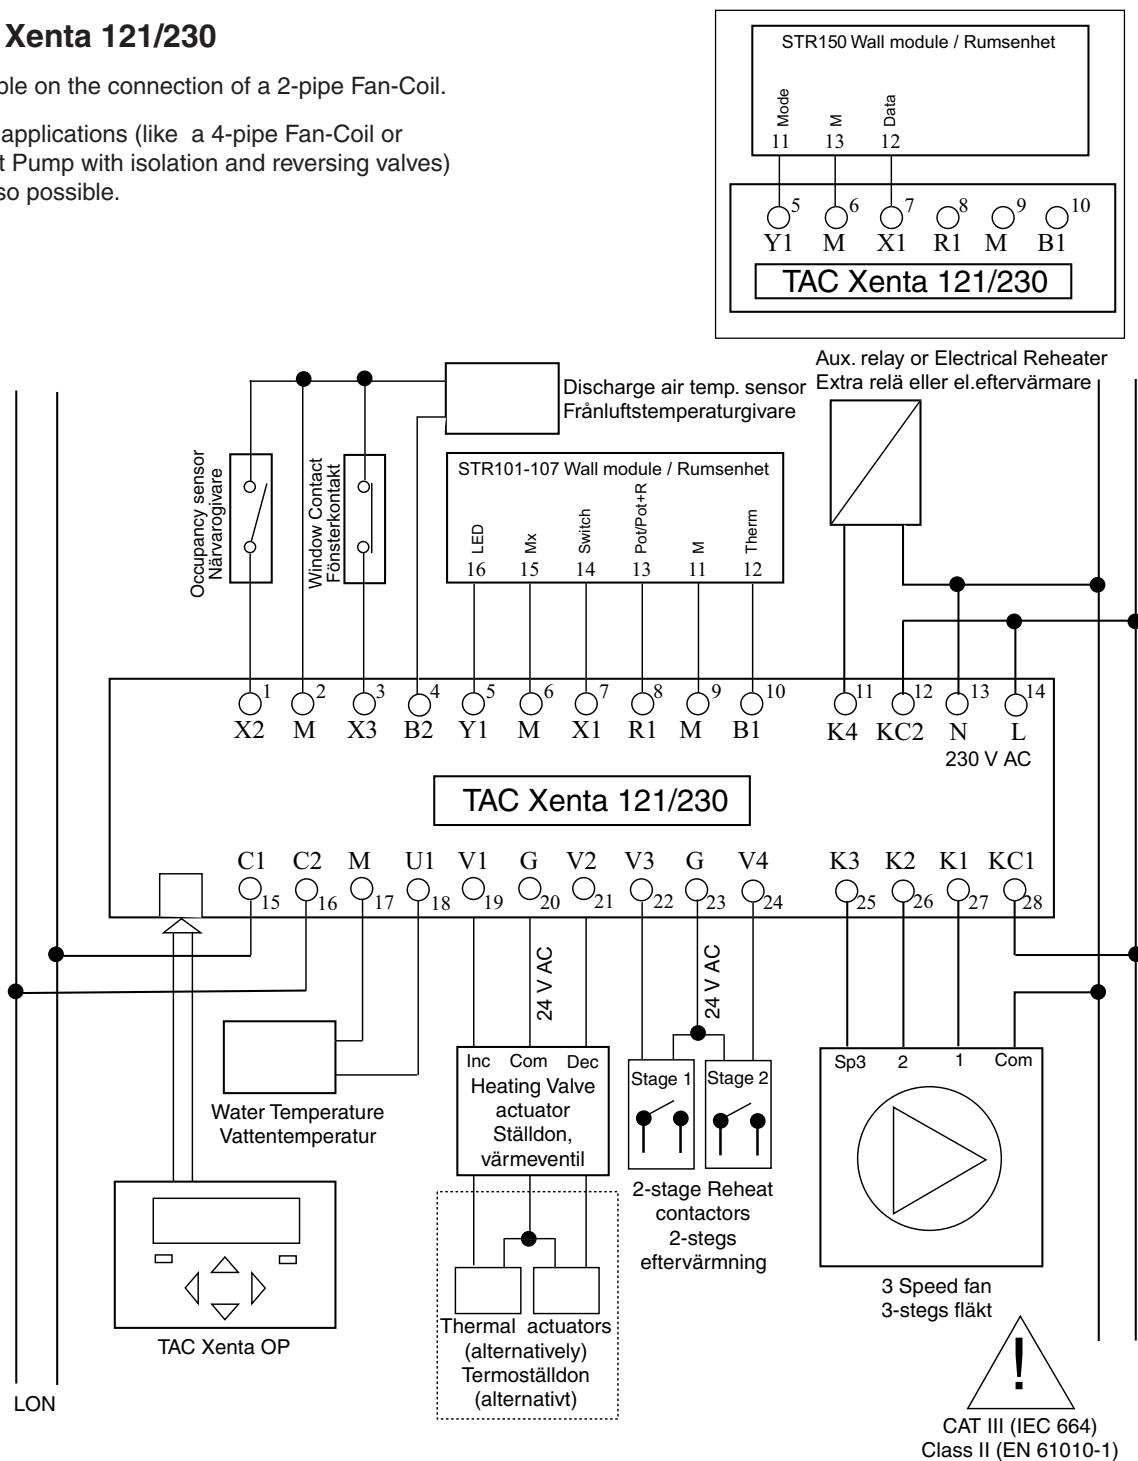 Xenta 121/230
ble on the connection of a 2-pipe Fan-Coil.
applications (like a 4-pipe Fan-Coil or
t Pump with isolation and reversing valves)
so possible.
STR150 Wall module / Rumsenhet
Mode M Data
11 13 12
5 6 7 8 9 10
Y1 M X1 R1 M B1
TAC Xenta 121/230
Aux. relay or Electrical Reheater
Extra relä eller el.eftervärmare
Discharge air temp. sensor
Frånluftstemperaturgivare
Occupancy sensor
Närvarogivare
Window Contact
Fönsterkontakt
STR101-107 Wall module / Rumsenhet
LED Mx Switch Pot/Pot+R M Therm
16 15 14 13 11 12
1 2 3 4 5 6 7 8 9 10 11 12 13 14
X2 M X3 B2 Y1 M X1 R1 M B1 K4 KC2 N L
230 V AC
TAC Xenta 121/230
C1 C2 M U1 V1 G V2 V3 G V4 K3 K2 K1 KC1
15 16 17 18 19 20 21 22 23 24 25 26 27 28
24 V AC
24 V AC
Water Temperature
Vattentemperatur
Inc Com Dec
Heating Valve
actuator
Ställdon,
värmeventil
Stage 1 Stage 2
2-stage Reheat
contactors
2-stegs
eftervärmning
Sp3 2 1 Com
3 Speed fan
3-stegs fläkt
TAC Xenta OP
Thermal actuators
(alternatively)
Termoställdon
(alternativt)
LON
!
CAT III (IEC 664)
Class II (EN 61010-1)